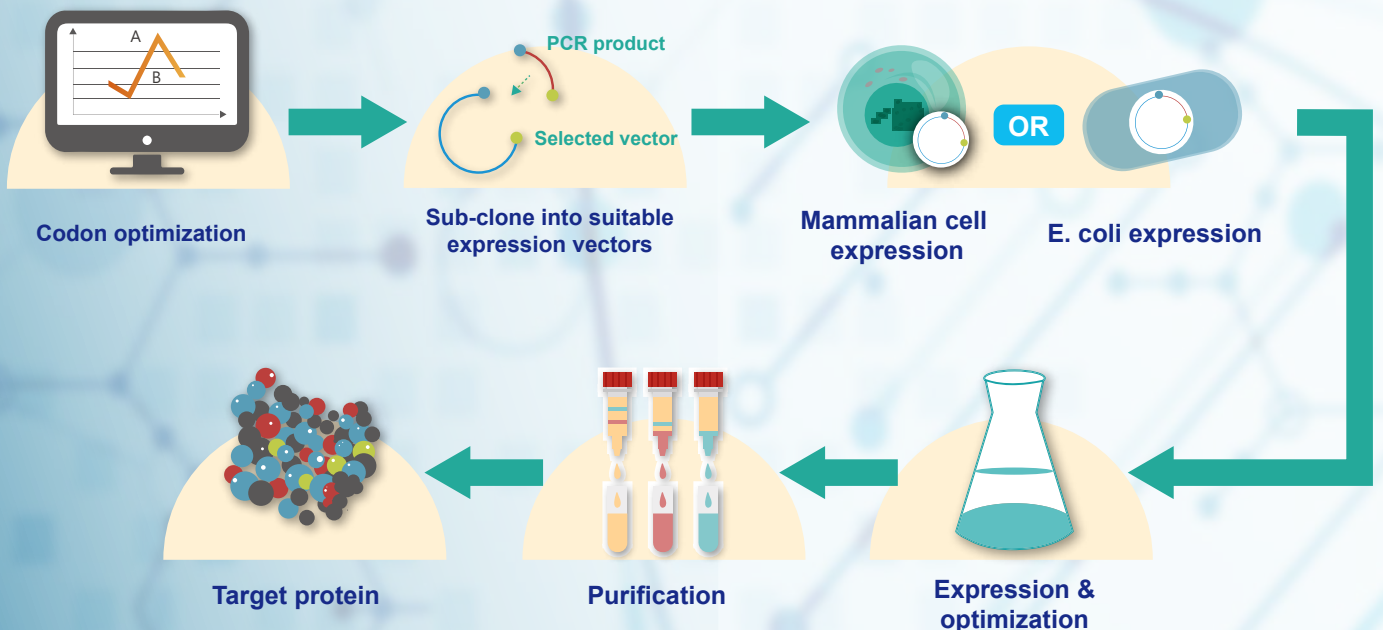 A
B
Codon optimization
PCR product
Selected vector
Sub-clone into suitable
expression vectors
OR
Mammalian cell
expression
E. coli expression
Target protein
Purification
Expression &
optimization